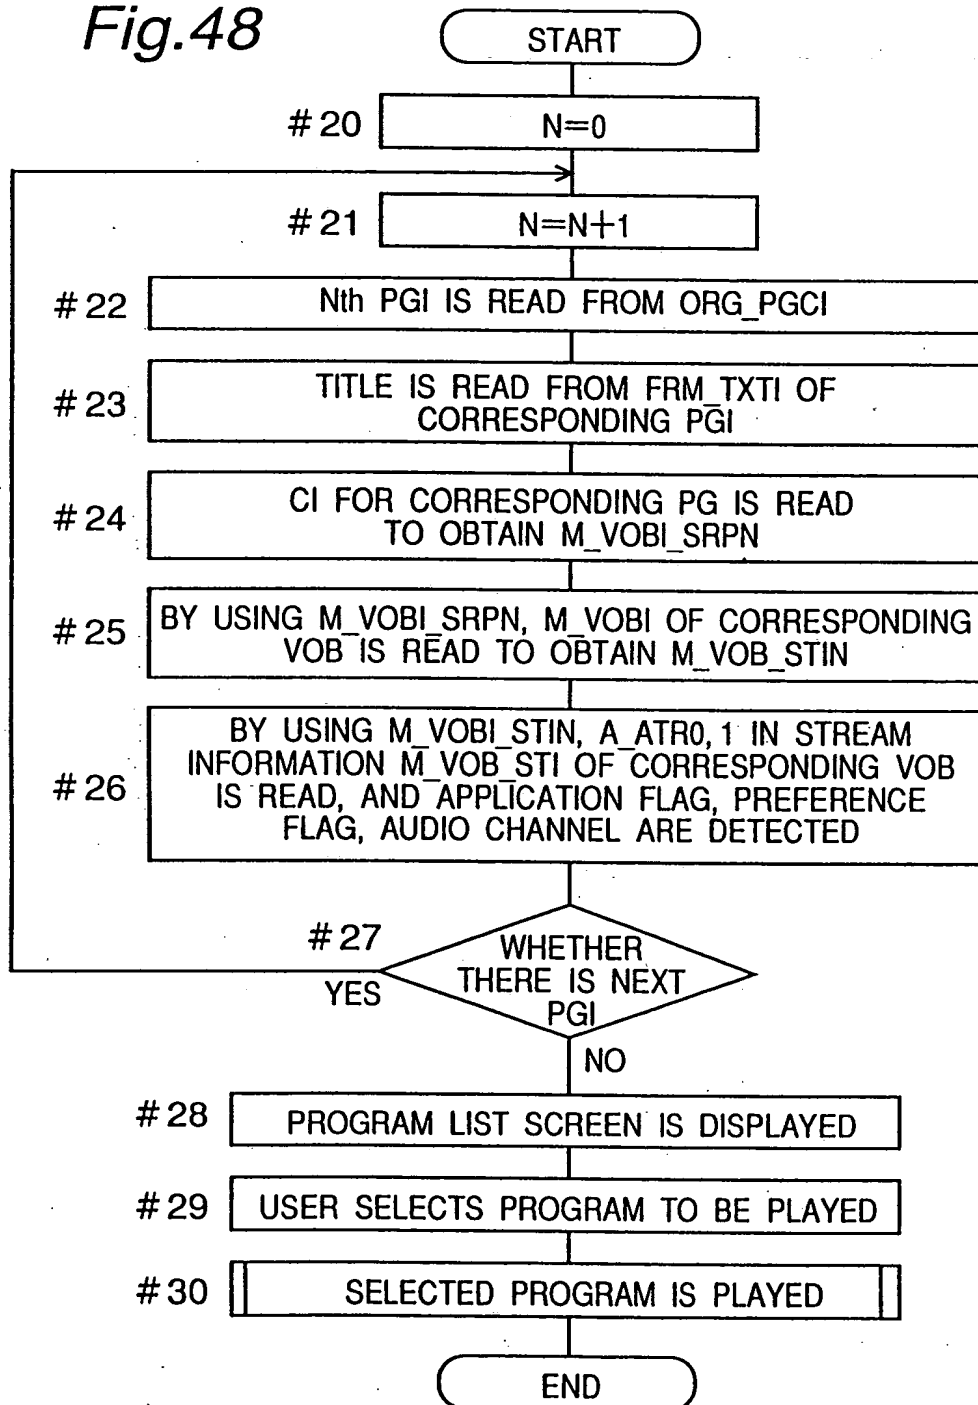 Fig.48
START
#20
N=0
#21
N=N+1
#22
Nth PGI IS READ FROM ORG_PGCI
#23
TITLE IS READ FROM FRM_TXTI OF
CORRESPONDING PGI
#24
CI FOR CORRESPONDING PG IS READ
TO OBTAIN M_VOBI_SRPN
#25
BY USING M_VOBI_SRPN, M_VOBI OF CORRESPONDING
VOB IS READ TO OBTAIN M_VOB_STIN
#26
BY USING M_VOBI_STIN, A_ATR0,1 IN STREAM
INFORMATION M_VOB_STI OF CORRESPONDING VOB
IS READ, AND APPLICATION FLAG, PREFERENCE
FLAG, AUDIO CHANNEL ARE DETECTED
#27
WHETHER
THERE IS NEXT
PGI
YES
NO
#28
PROGRAM LIST SCREEN IS DISPLAYED
#29
USER SELECTS PROGRAM TO BE PLAYED
#30
SELECTED PROGRAM IS PLAYED
END